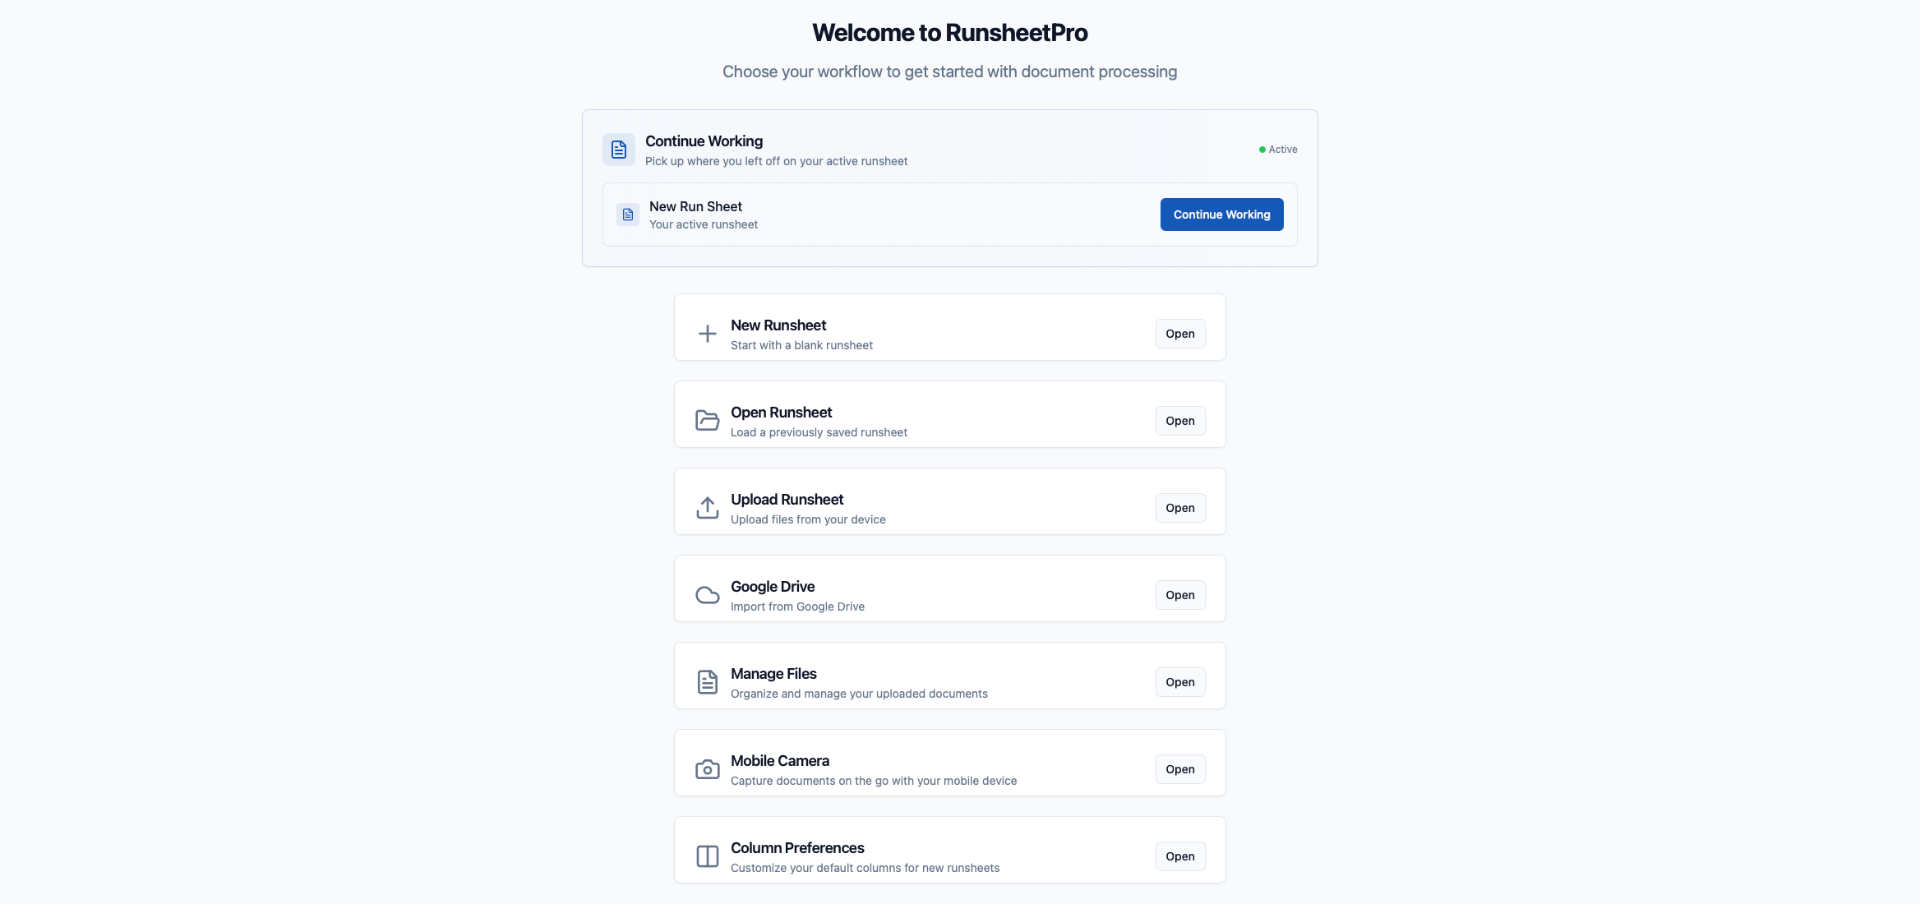 Welcome to RunsheetPro
Choose your workflow to get started with document processing
Continue Working
Pick up where you left off on your active runsheet
Active
New Run Sheet
Your active runsheet
Continue Working
New Runsheet
Start with a blank runsheet
Open
Open Runsheet
Load a previously saved runsheet
Open
Upload Runsheet
Upload files from your device
Open
Google Drive
Import from Google Drive
Open
Manage Files
Organize and manage your uploaded documents
Open
Mobile Camera
Capture documents on the go with your mobile device
Open
Column Preferences
Customize your default columns for new runsheets
Open